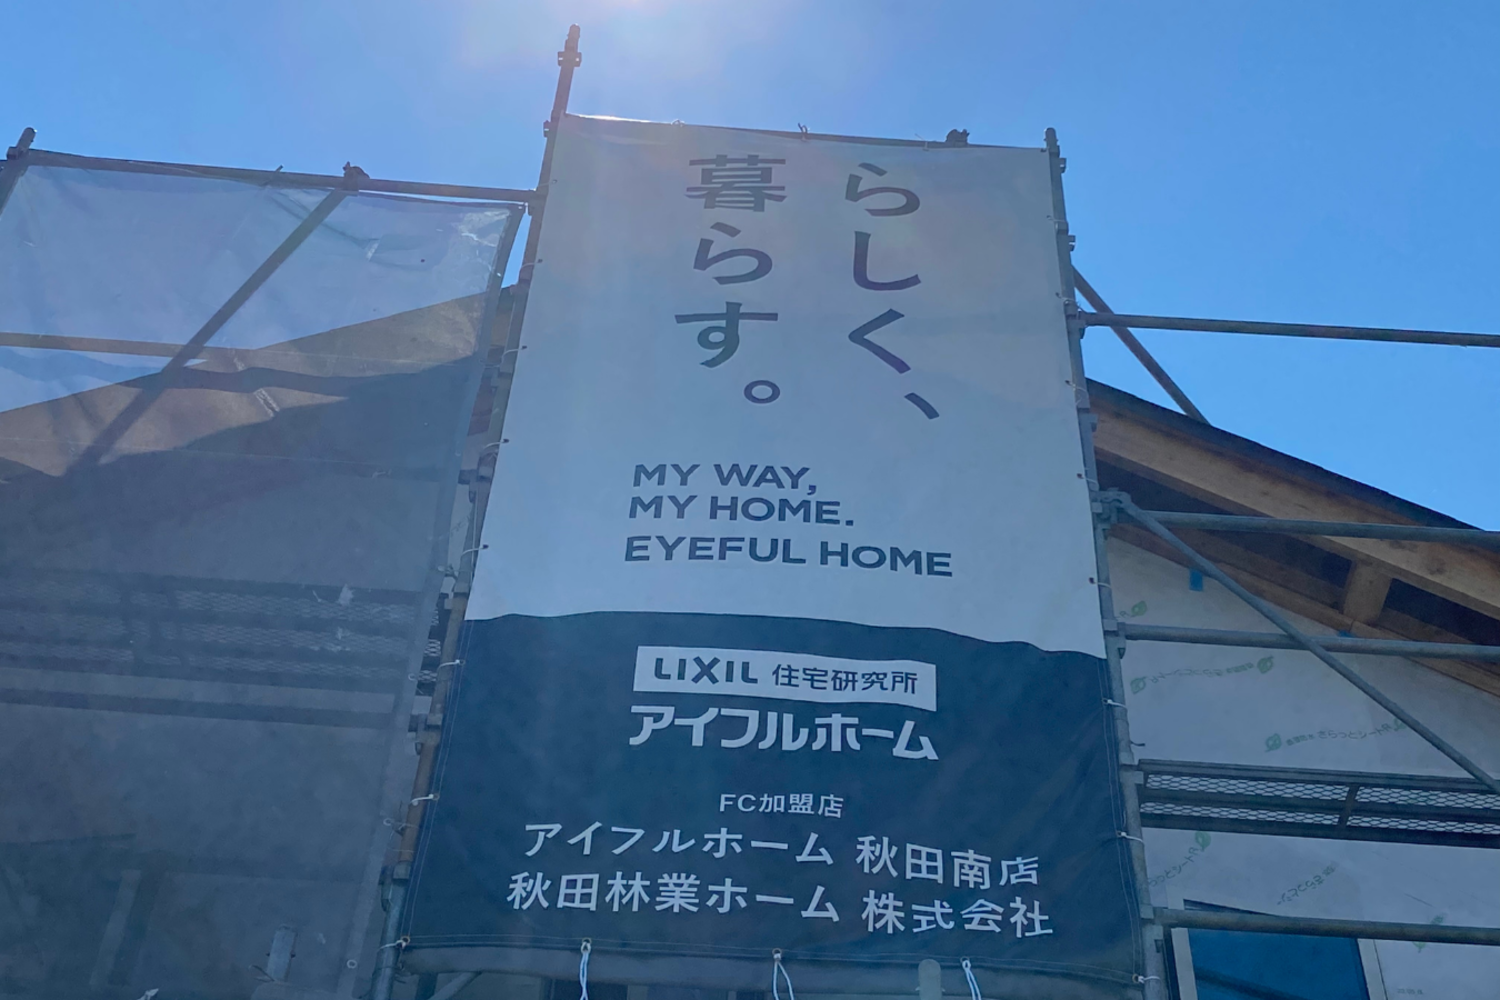 らしく、
暮らす。
MY WAY,
MY HOME.
EYEFUL HOME
LIXIL 住宅研究所
アイフルホーム
FC加盟店
アイフルホーム 秋田南店
秋田林業ホーム 株式会社